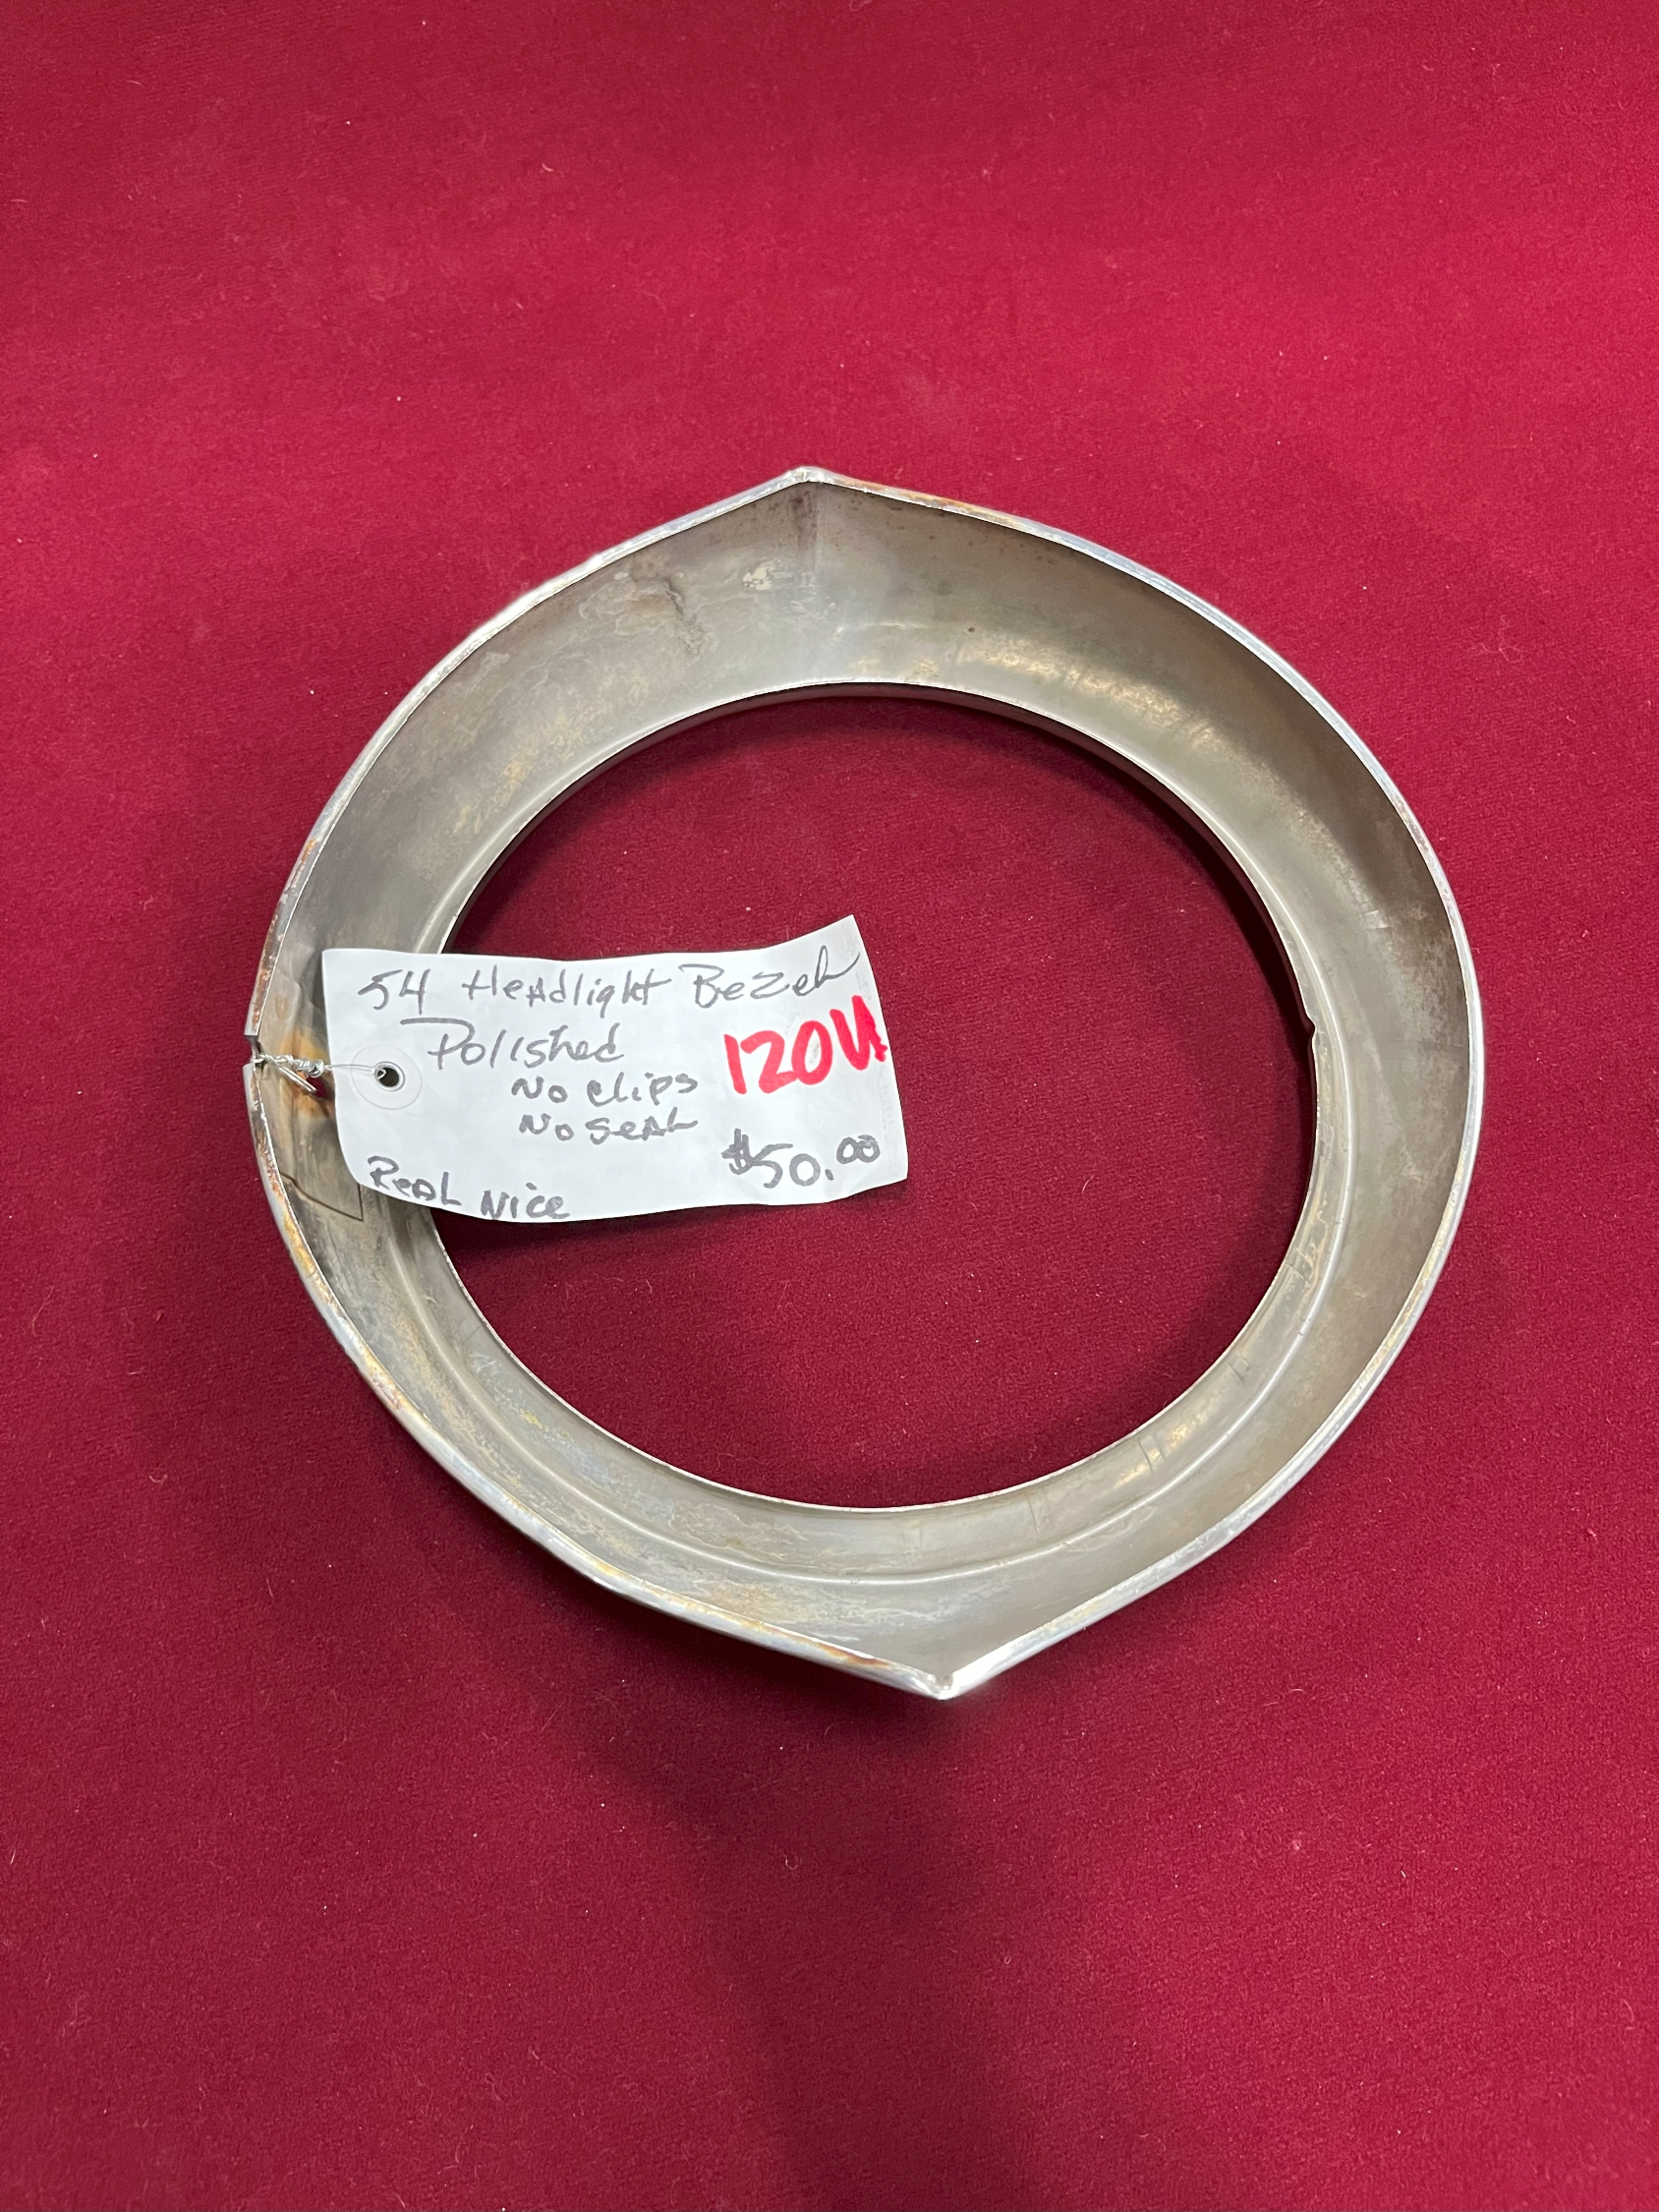 54 Headlight Bezel
Polished
No clips
No seal
120U
$50.00
Real Nice